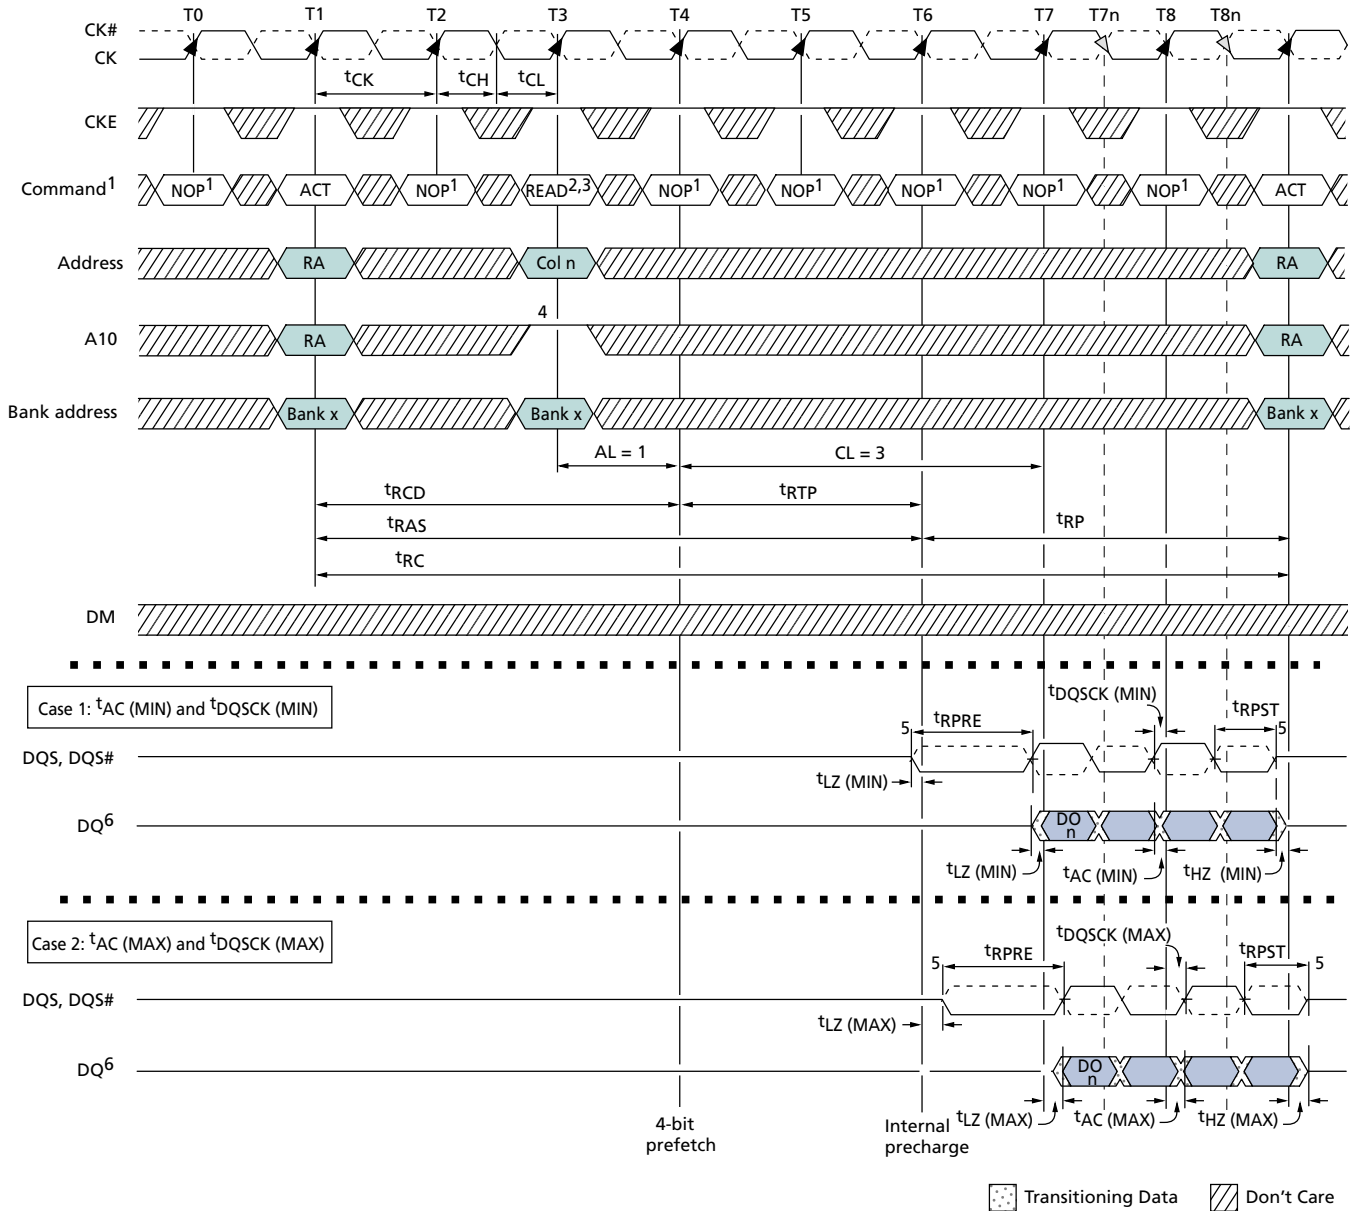 T0 T1 T2 T3 T4 T5 T6 T7 T7n T8 T8n
CK#
CK
tCK tCH tCL
CKE
Command1 NOP1 ACT NOP1 READ2,3 NOP1 NOP1 NOP1 NOP1 NOP1 ACT
Address RA Col n RA
4
A10 RA RA
Bank address Bank x Bank x Bank x
AL = 1 CL = 3
tRCD tRTP
tRAS tRP
tRC
DM
Case 1: tAC (MIN) and tDQSCK (MIN)
tDQSCK (MIN)
5 tRPRE tRPST 5
DQS, DQS#
tLZ (MIN)
DQ6 DO
n
tLZ (MIN) tAC (MIN) tHZ (MIN)
Case 2: tAC (MAX) and tDQSCK (MAX)
tDQSCK (MAX)
5 tRPRE tRPST 5
DQS, DQS#
tLZ (MAX)
DQ6 DO
n
tLZ (MAX) tAC (MAX) tHZ (MAX)
4-bit
prefetch
Internal
precharge
Transitioning Data Don't Care